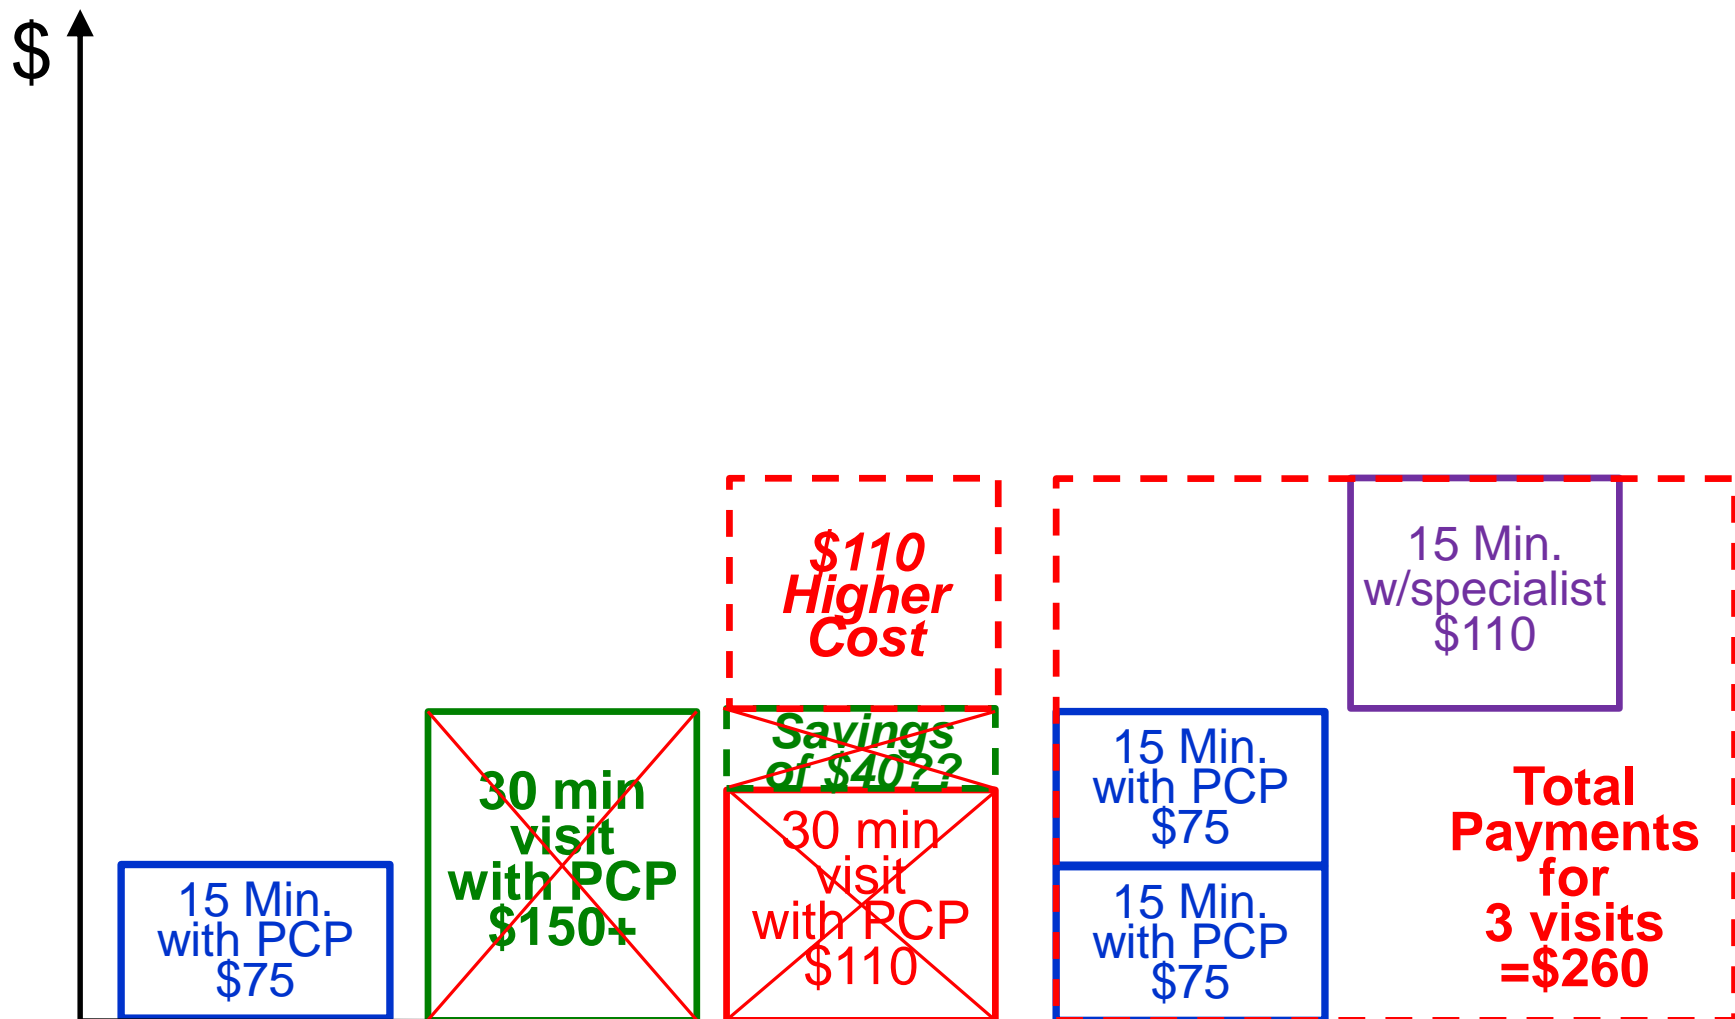 $
15 Min.
with PCP
$75
30 min
visit
with PCP
$150+
$110
Higher
Cost
Savings
of $40??
30 min
visit
with PCP
$110
15 Min.
with PCP
$75
15 Min.
with PCP
$75
15 Min.
w/specialist
$110
Total
Payments
for
3 visits
=$260